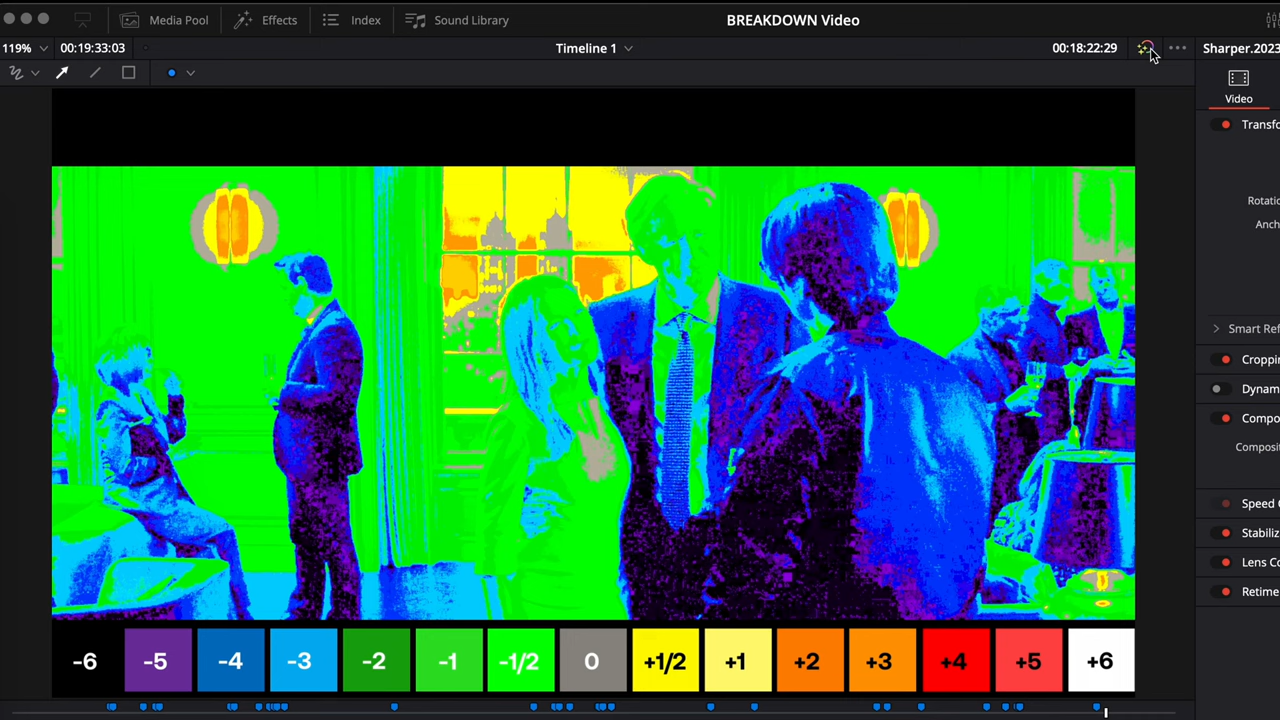 Media Pool Effects Index Sound Library BREAKDOWN Video
119% 00:19:33:03 Timeline 1 00:18:22:29 Sharper.2023
Video
Transfo
Rotatio
Anch
Smart Ref
Croppin
Dynam
Compo
Composit
Speed C
Stabiliz
Lens Co
Retime
-6 -5 -4 -3 -2 -1 -1/2 0 +1/2 +1 +2 +3 +4 +5 +6